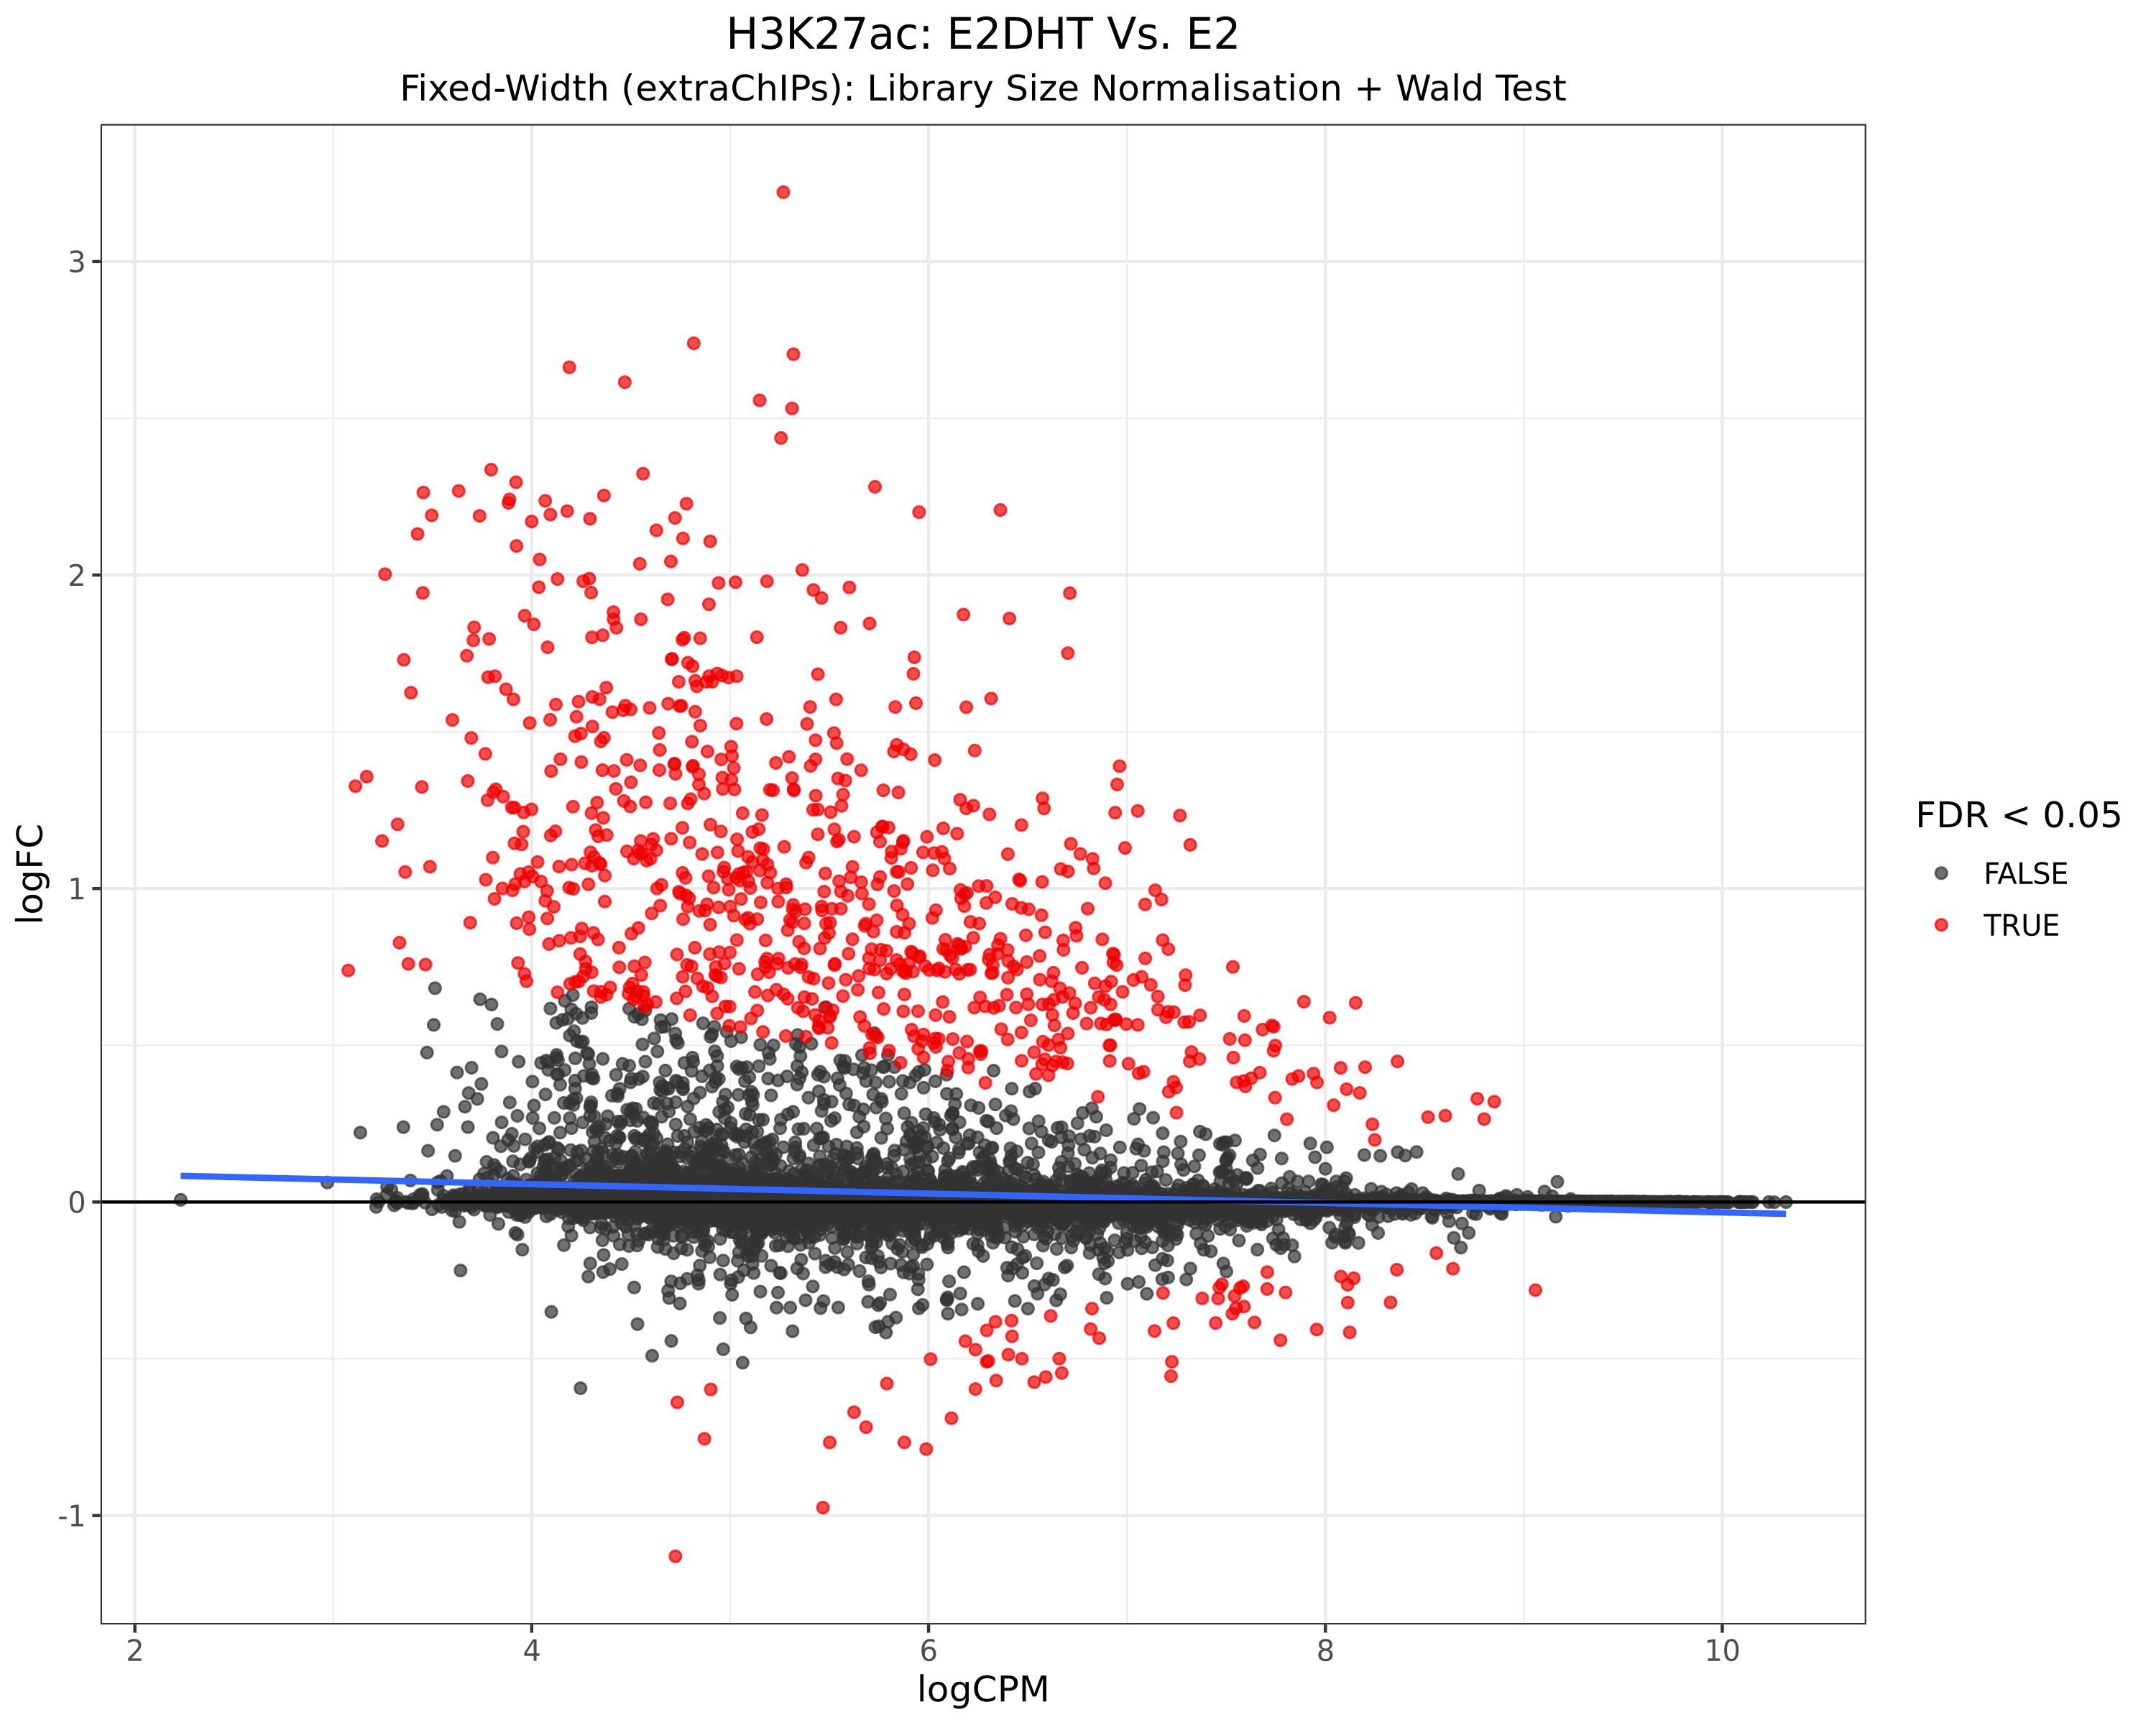 H3K27ac: E2DHT Vs. E2
Fixed-Width (extraChIPs): Library Size Normalisation + Wald Test
3
2
1
0
-1
logFC
2 4 6 8 10
logCPM
FDR < 0.05
FALSE
TRUE